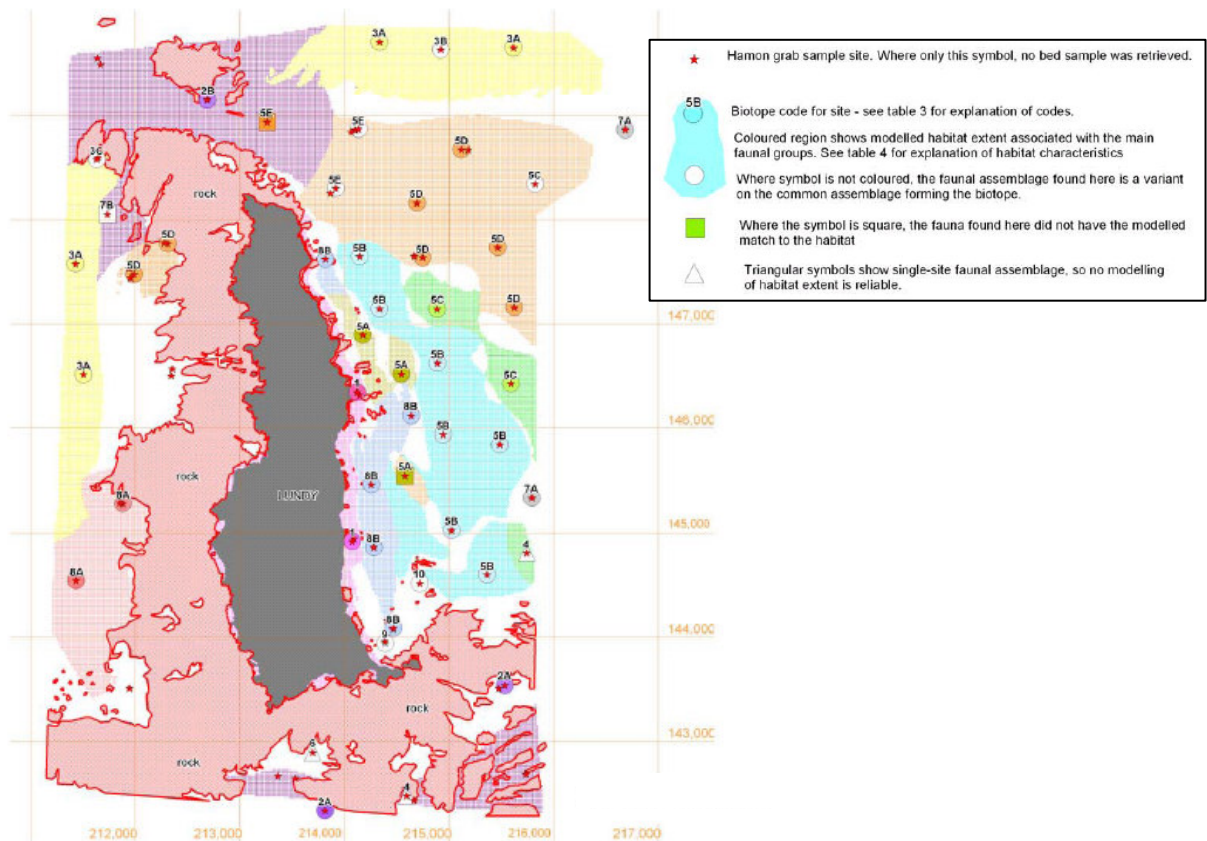 3A
3B
3A
Hamon grab sample site. Where only this symbol, no bed sample was retrieved.
2B
5B
Biotope code for site - see table 3 for explanation of codes.
5E
5E
7A
Coloured region shows modelled habitat extent associated with the main
faunal groups. See table 4 for explanation of habitat characteristics
5D
Where symbol is not coloured, the faunal assemblage found here is a variant
on the common assemblage forming the biotope.
5E
5C
rock
5D
7B
Where the symbol is square, the fauna found here did not have the modelled
match to the habitat
5D
5B
5D
5D
3A
5D
8B
Triangular symbols show single-site faunal assemblage, so no modelling
of habitat extent is reliable.
5B
5C
5D
147,000
5A
5B
3A
5A
5C
1
146,000
8B
5B
5B
rock
5A
8B
LUNDY
7A
8A
5B
145,000
1
8B
4
8A
5B
10
8B
144,000
9
2A
rock
143,000
6
rock
4
2A
212,000
213,000
214,000
215,000
216,000
217,000